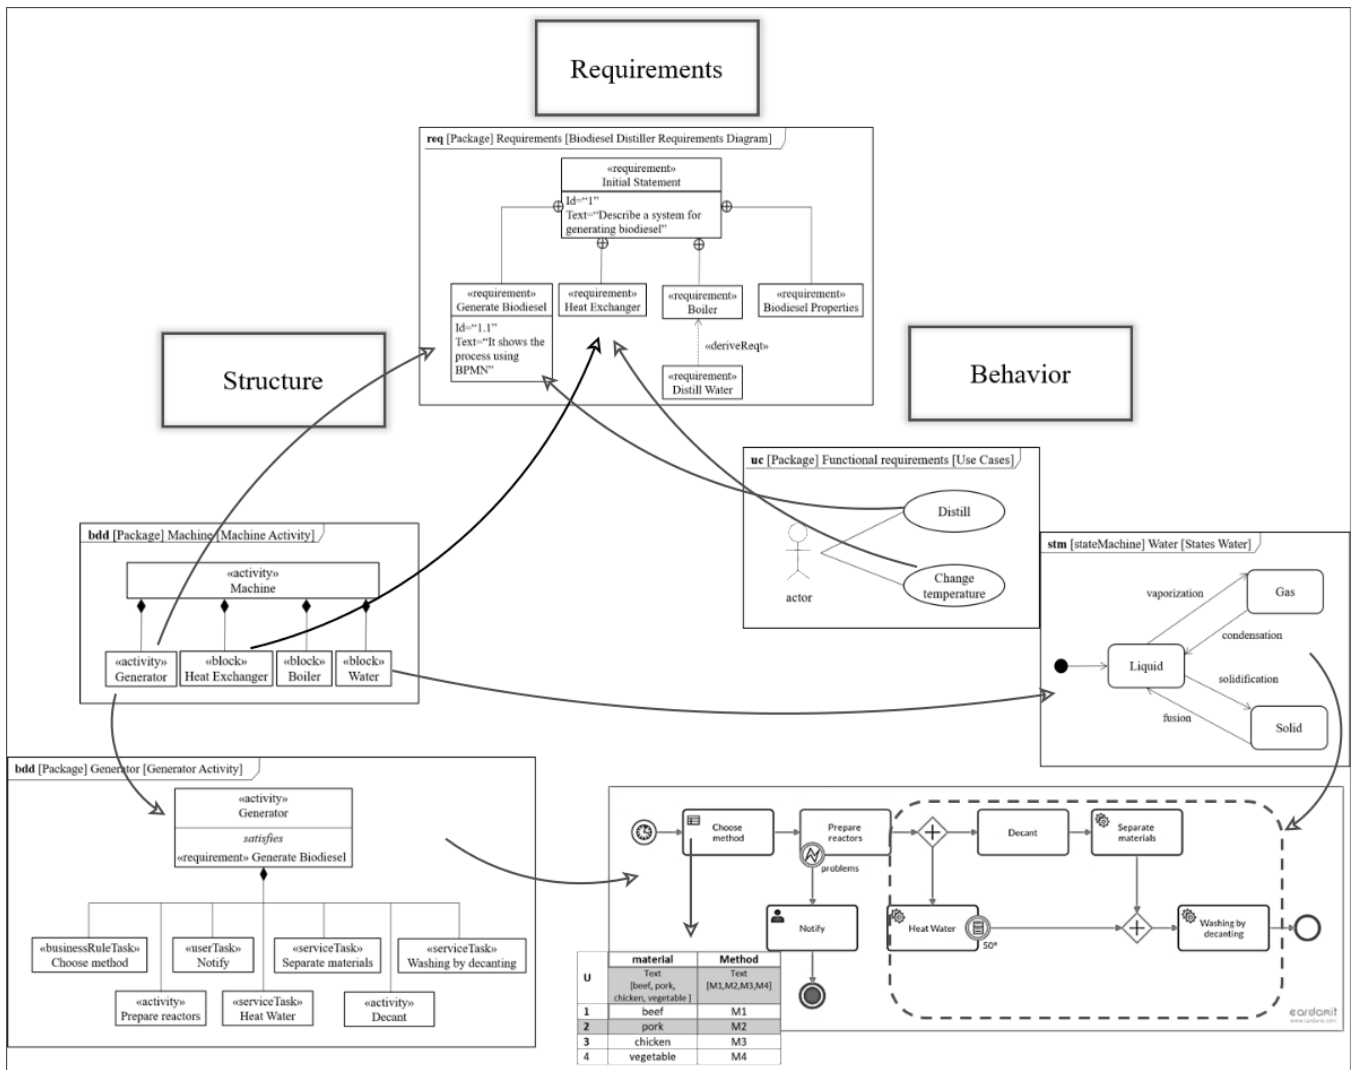 Requirements
req [Package] Requirements [Biodiesel Distiller Requirements Diagram]
«requirement»
Initial Statement
Id=“1”
Text=“Describe a system for
generating biodiesel”
«requirement»
Generate Biodiesel
Id=“1.1”
Text=“It shows the
process using
BPMN”
«requirement»
Heat Exchanger
«requirement»
Boiler
«requirement»
Biodiesel Properties
«deriveReqt»
«requirement»
Distill Water
Structure
Behavior
uc [Package] Functional requirements [Use Cases]
Distill
Change
temperature
actor
bdd [Package] Machine [Machine Activity]
«activity»
Machine
«activity»
Generator
«block»
Heat Exchanger
«block»
Boiler
«block»
Water
stm [stateMachine] Water [States Water]
Gas
vaporization
condensation
Liquid
solidification
fusion
Solid
bdd [Package] Generator [Generator Activity]
«activity»
Generator
satisfies
«requirement» Generate Biodiesel
«businessRuleTask»
Choose method
«userTask»
Notify
«serviceTask»
Separate materials
«serviceTask»
Washing by decanting
«activity»
Prepare reactors
«serviceTask»
Heat Water
«activity»
Decant
Choose
method
Prepare
reactors
problems
Decant
Separate
materials
Notify
Heat Water
50°
Washing by
decanting
U material Method
Text
[beef, pork,
chicken, vegetable ]
Text
[M1,M2,M3,M4]
1 beef M1
2 pork M2
3 chicken M3
4 vegetable M4
cardanit
www.cardanit.com